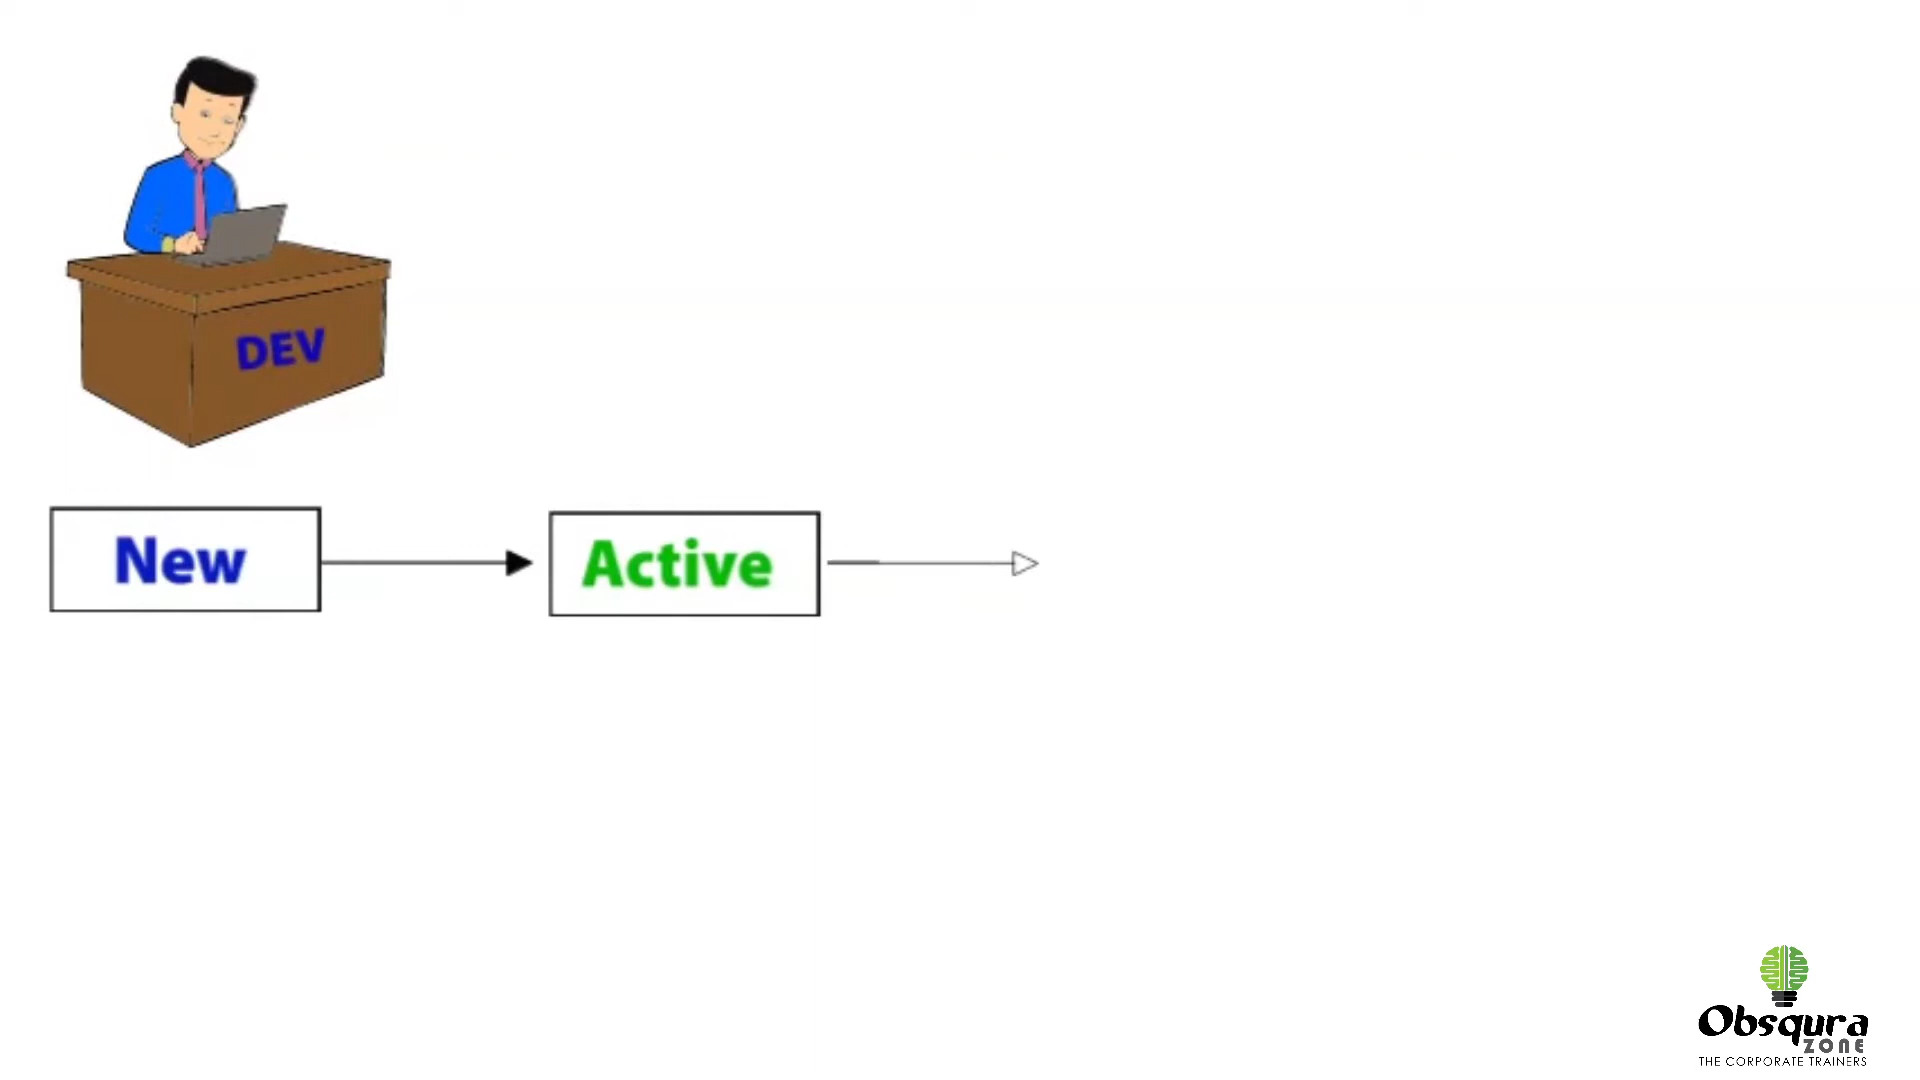 DEV
New
Active
Obsqura
ZONE
THE CORPORATE TRAINERS